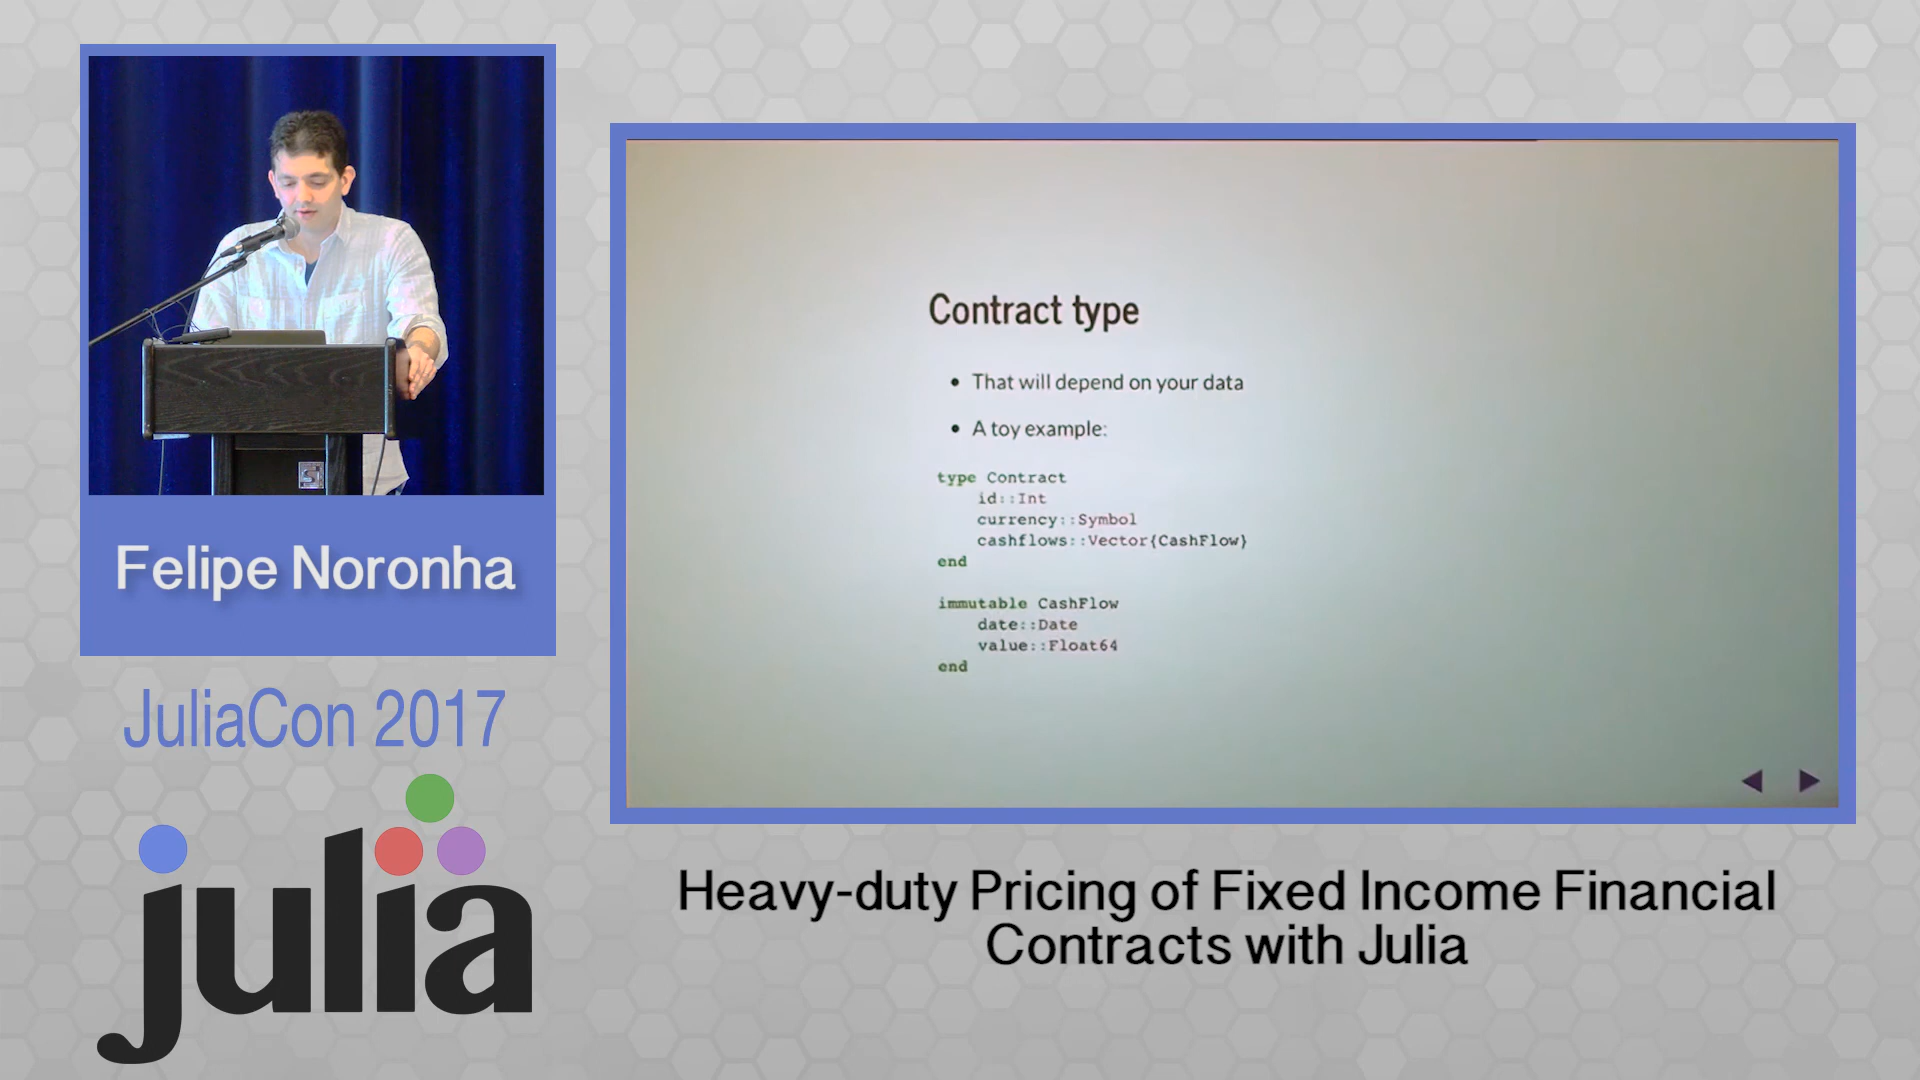 Felipe Noronha
JuliaCon 2017
julia
Contract type
• That will depend on your data
• A toy example:
type Contract
    id::Int
    currency::Symbol
    cashflows::Vector{CashFlow}
end
immutable CashFlow
    date::Date
    value::Float64
end
Heavy-duty Pricing of Fixed Income Financial
Contracts with Julia